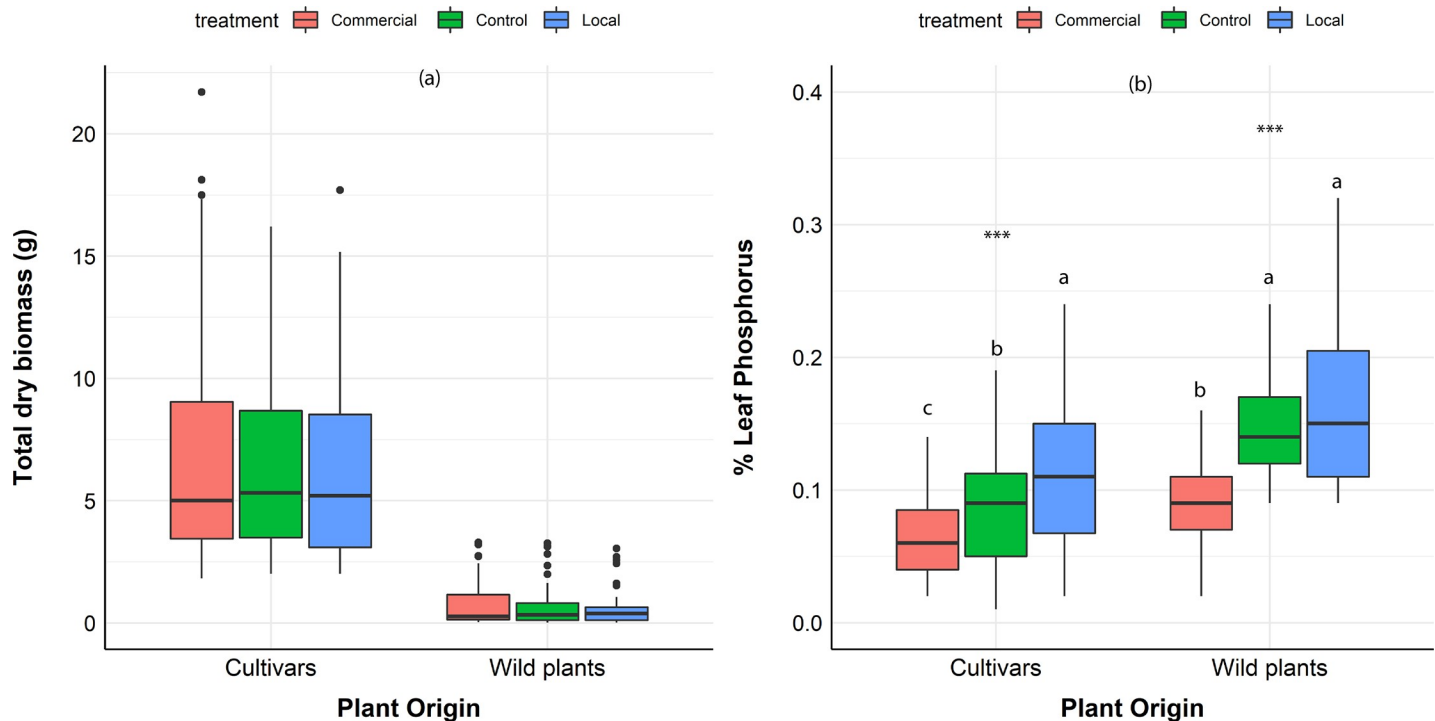 treatment Commercial Control Local
(a)
20
15
10
5
0
Total dry biomass (g)
Cultivars Wild plants
Plant Origin
treatment Commercial Control Local
(b)
0.4
0.3
0.2
0.1
0.0
% Leaf Phosphorus
***
***
c
b
a
b
a
a
Cultivars Wild plants
Plant Origin